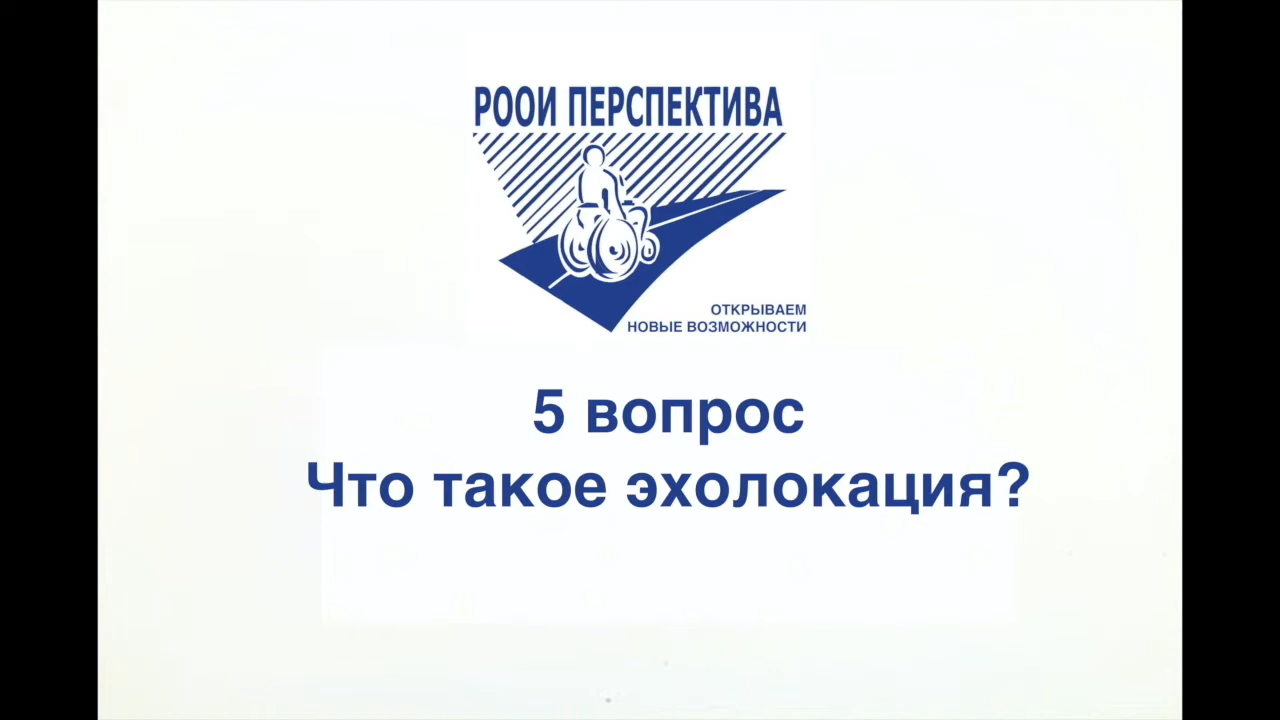 РООИ ПЕРСПЕКТИВА
ОТКРЫВАЕМ
НОВЫЕ ВОЗМОЖНОСТИ
5 вопрос
Что такое эхолокация?